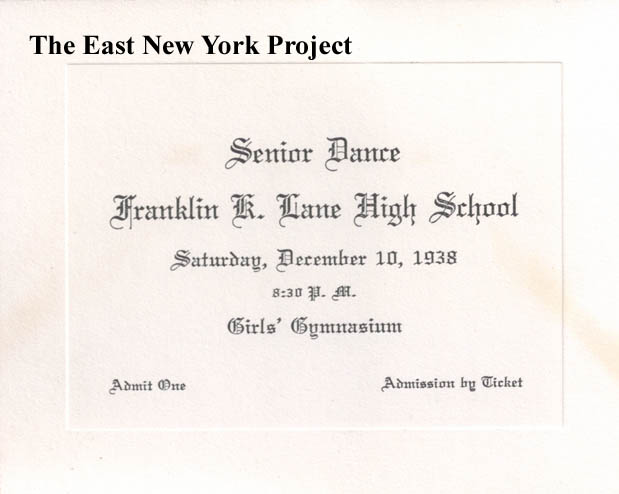 The East New York Project
Senior Dance
Franklin K. Lane High School
Saturday, December 10, 1938
8:30 P. M.
Girls' Gymnasium
Admit One
Admission by Ticket